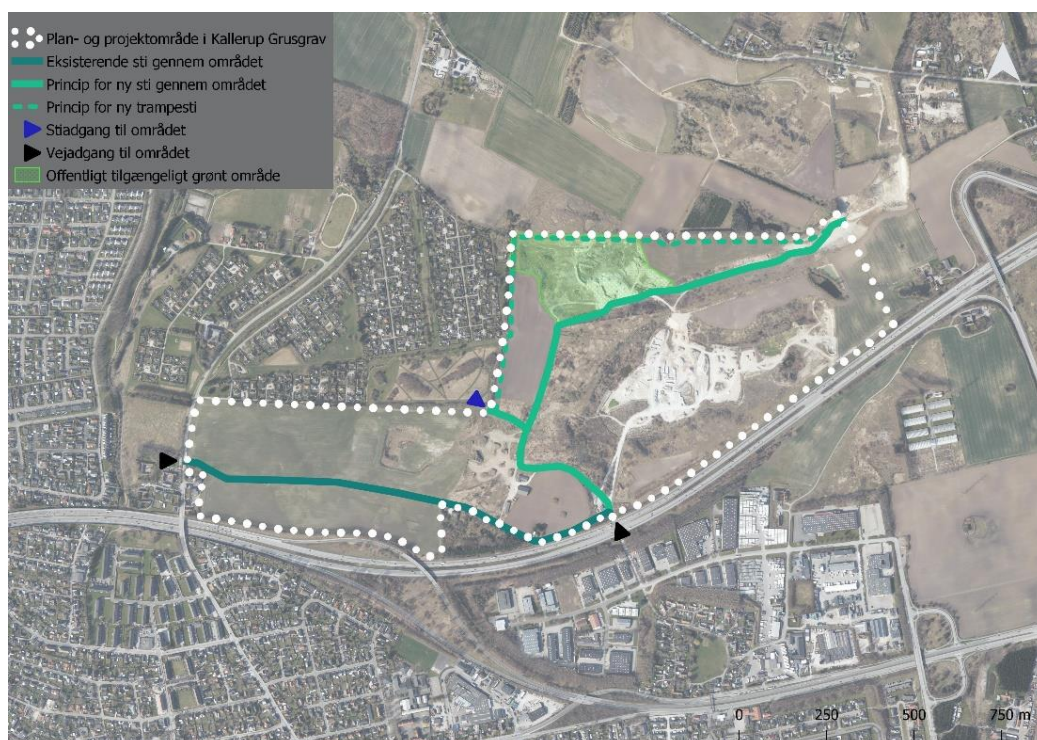 Plan- og projektområde i Kallerup Grusgrav
Eksisterende sti gennem området
Princip for ny sti gennem området
Princip for ny trampesti
Stiadgang til området
Vejadgang til området
Offentligt tilgængeligt grønt område
0 250 500 750 m